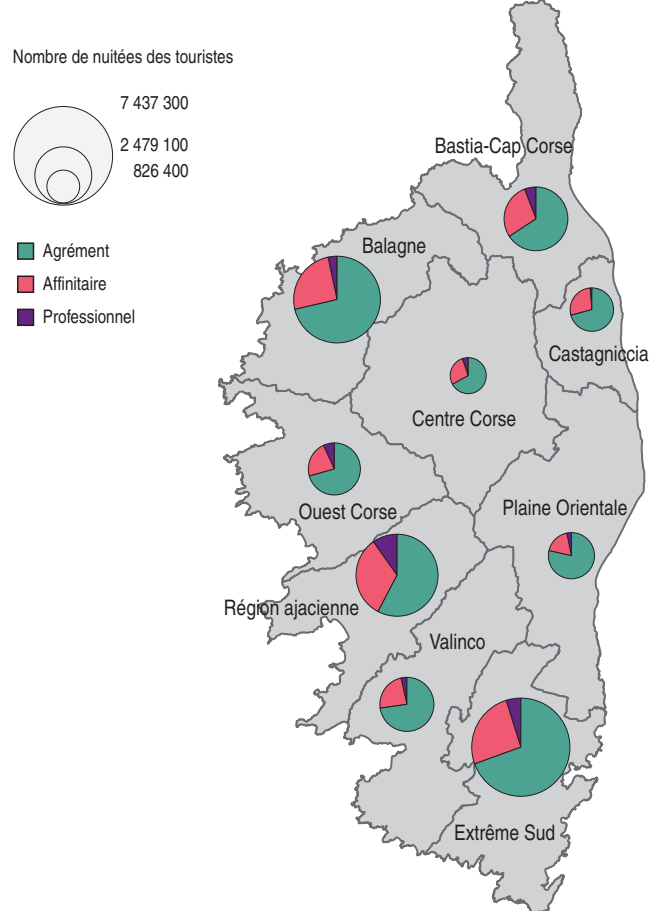 Nombre de nuitées des touristes
7 437 300
2 479 100
826 400
Agrément
Affinitaire
Professionnel
Bastia-Cap Corse
Balagne
Castagniccia
Centre Corse
Ouest Corse
Plaine Orientale
Région ajacienne
Valinco
Extrême Sud